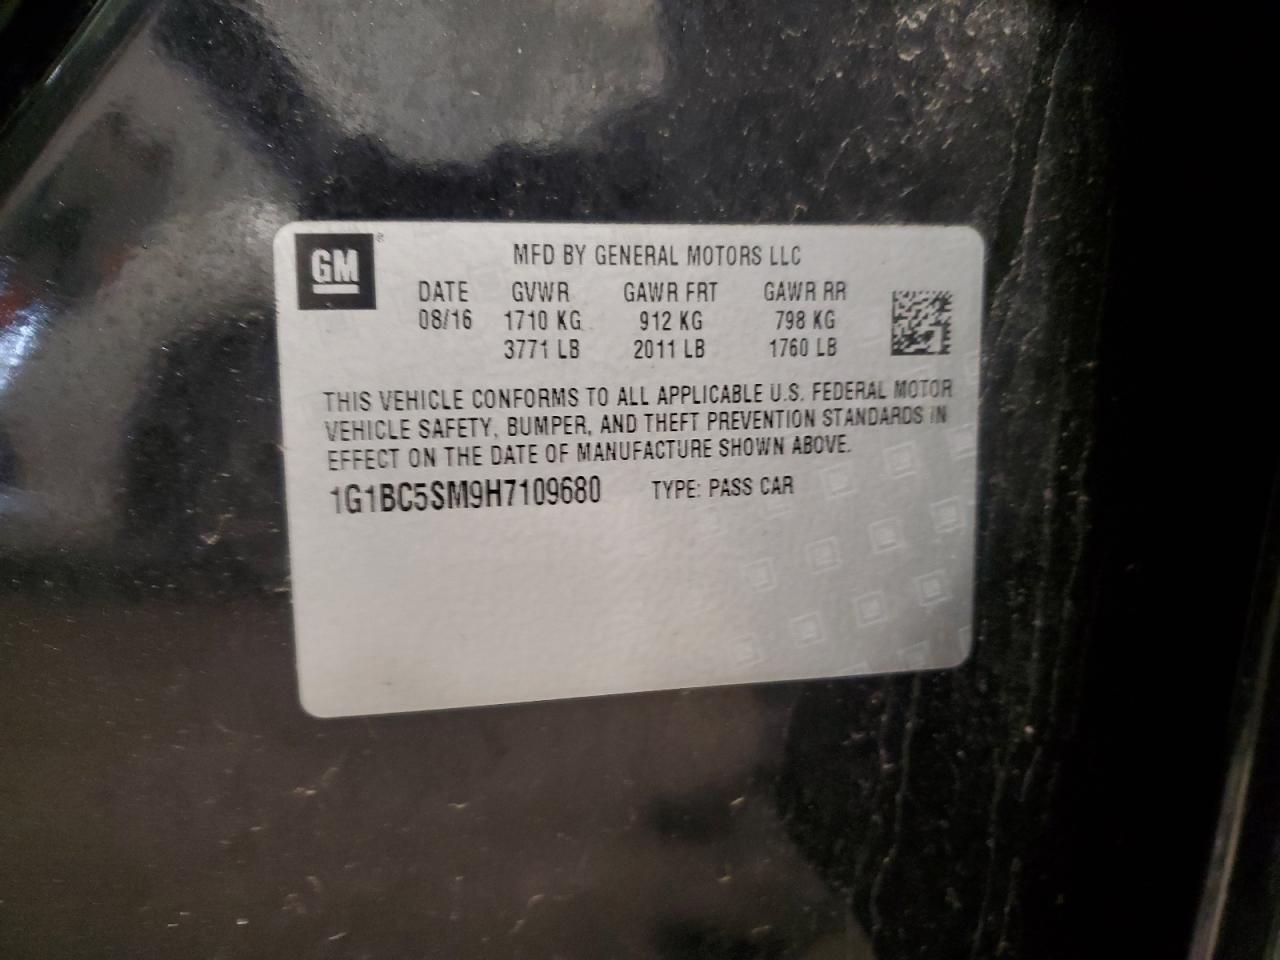 GM
MFD BY GENERAL MOTORS LLC
DATE GVWR GAWR FRT GAWR RR
08/16 1710 KG 912 KG 798 KG
3771 LB 2011 LB 1760 LB
THIS VEHICLE CONFORMS TO ALL APPLICABLE U.S. FEDERAL MOTOR
VEHICLE SAFETY, BUMPER, AND THEFT PREVENTION STANDARDS IN
EFFECT ON THE DATE OF MANUFACTURE SHOWN ABOVE.
1G1BC5SM9H7109680 TYPE: PASS CAR